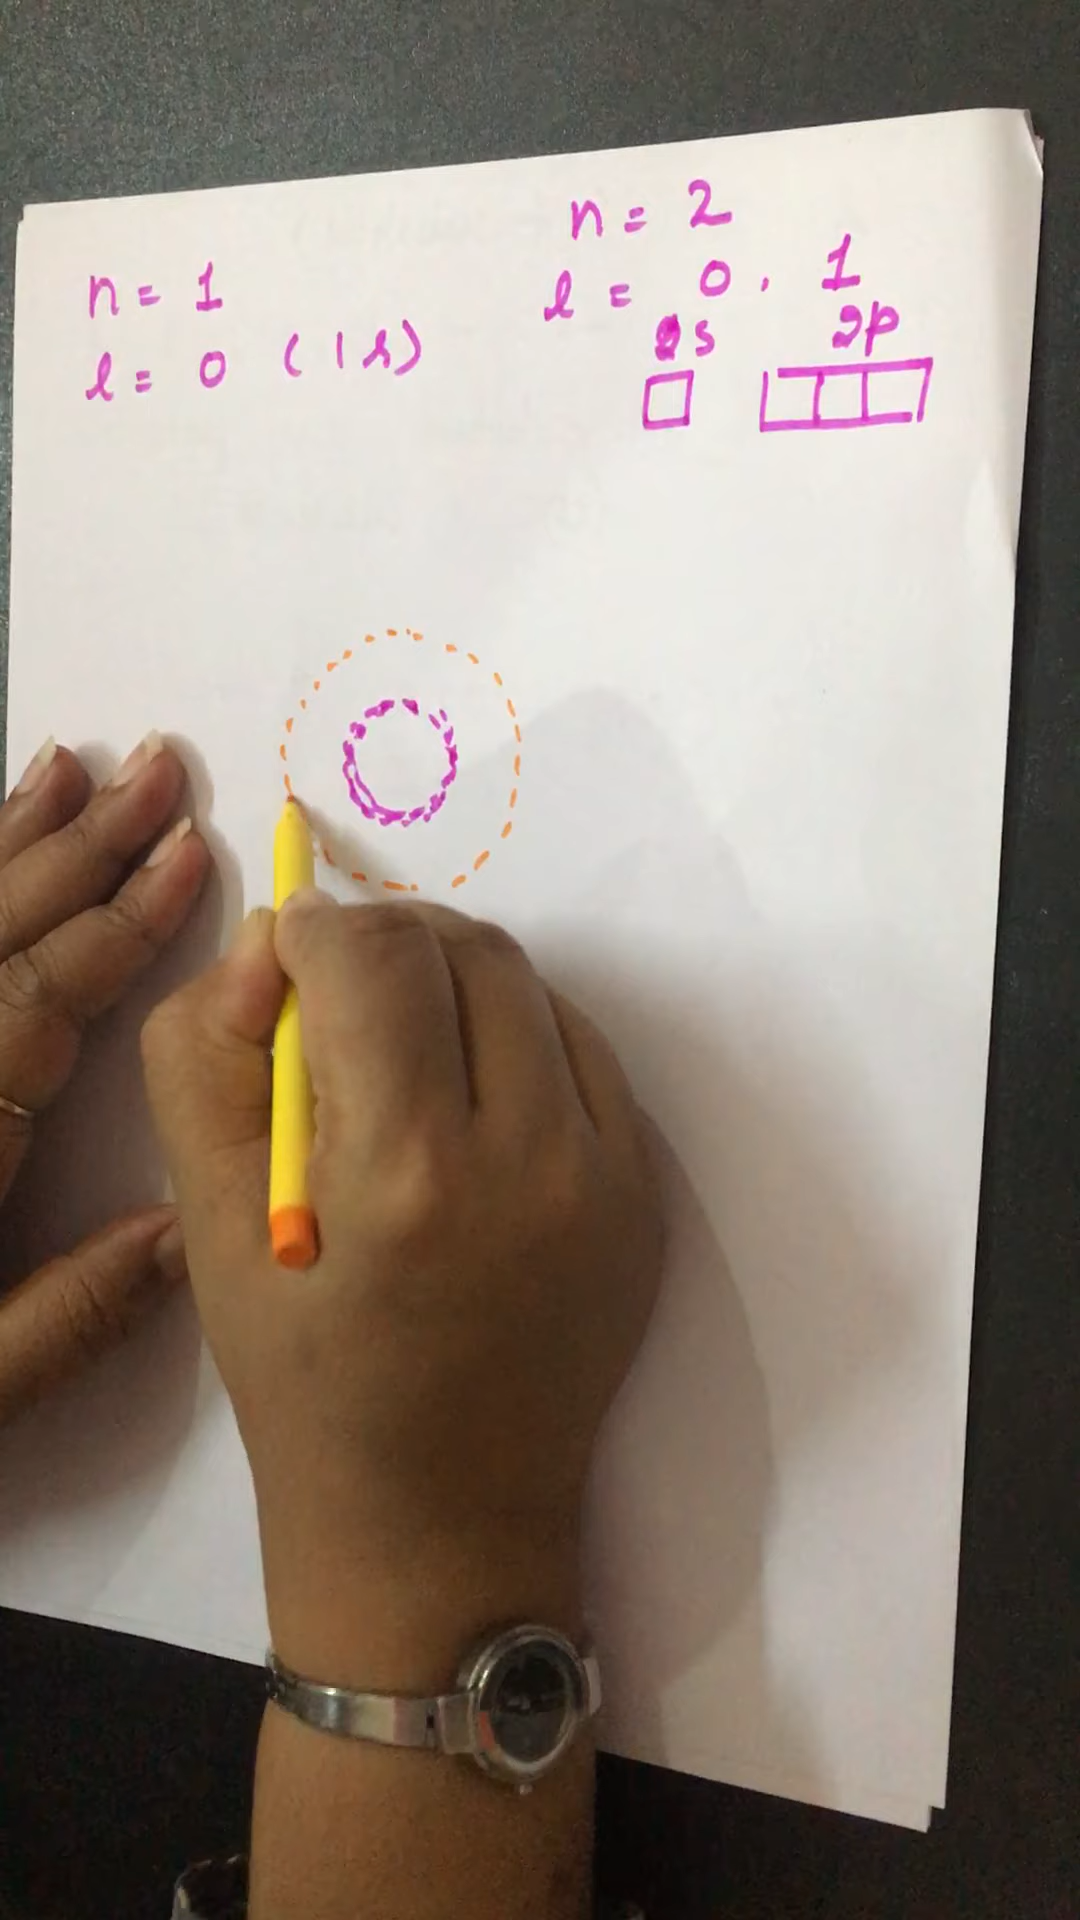 n = 1
l = 0 (1s)
n = 2
l = 0, 1
2s 2p